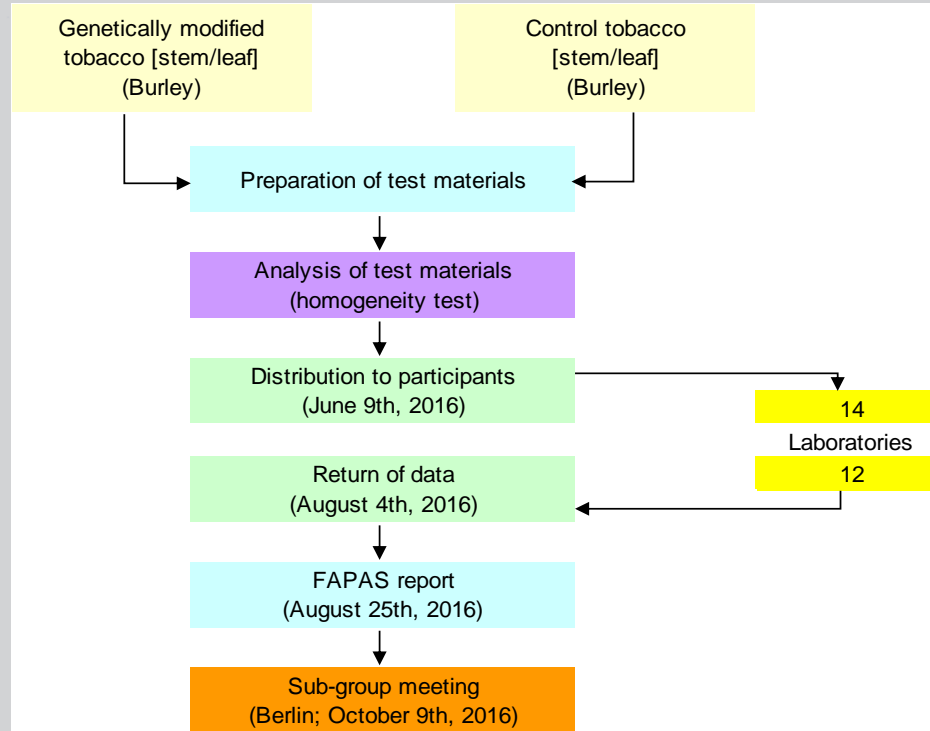 Genetically modified
tobacco [stem/leaf]
(Burley)
Control tobacco
[stem/leaf]
(Burley)
Preparation of test materials
Analysis of test materials
(homogeneity test)
Distribution to participants
(June 9th, 2016)
14
Laboratories
12
Return of data
(August 4th, 2016)
FAPAS report
(August 25th, 2016)
Sub-group meeting
(Berlin; October 9th, 2016)